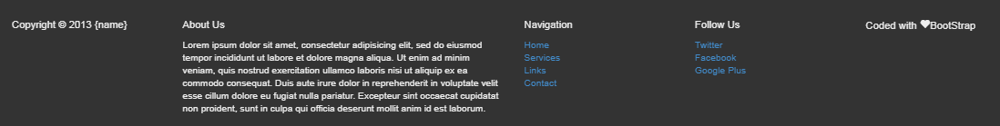 Copyright © 2013 {name}
About Us
Lorem ipsum dolor sit amet, consectetur adipisicing elit, sed do eiusmod
tempor incididunt ut labore et dolore magna aliqua. Ut enim ad minim
veniam, quis nostrud exercitation ullamco laboris nisi ut aliquip ex ea
commodo consequat. Duis aute irure dolor in reprehenderit in voluptate velit
esse cillum dolore eu fugiat nulla pariatur. Excepteur sint occaecat cupidatat
non proident, sunt in culpa qui officia deserunt mollit anim id est laborum.
Navigation
Home
Services
Links
Contact
Follow Us
Twitter
Facebook
Google Plus
Coded with ♥BootStrap